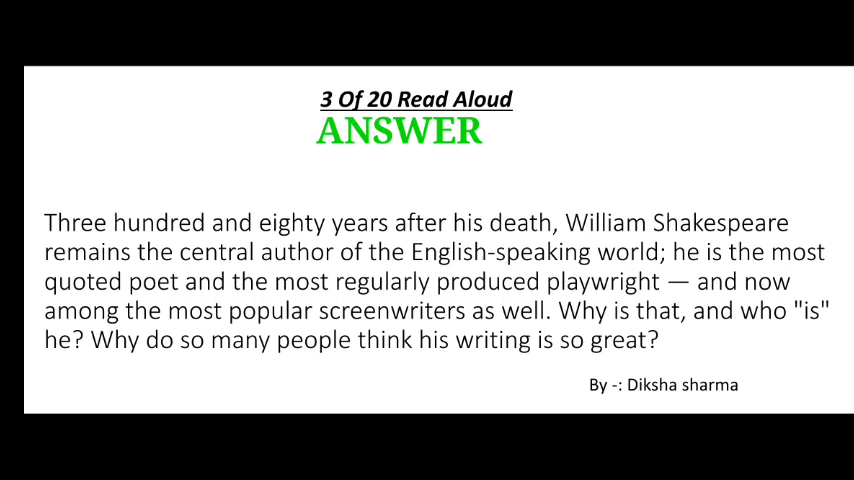 3 Of 20 Read Aloud
ANSWER
Three hundred and eighty years after his death, William Shakespeare
remains the central author of the English-speaking world; he is the most
quoted poet and the most regularly produced playwright — and now
among the most popular screenwriters as well. Why is that, and who "is"
he? Why do so many people think his writing is so great?
By -: Diksha sharma